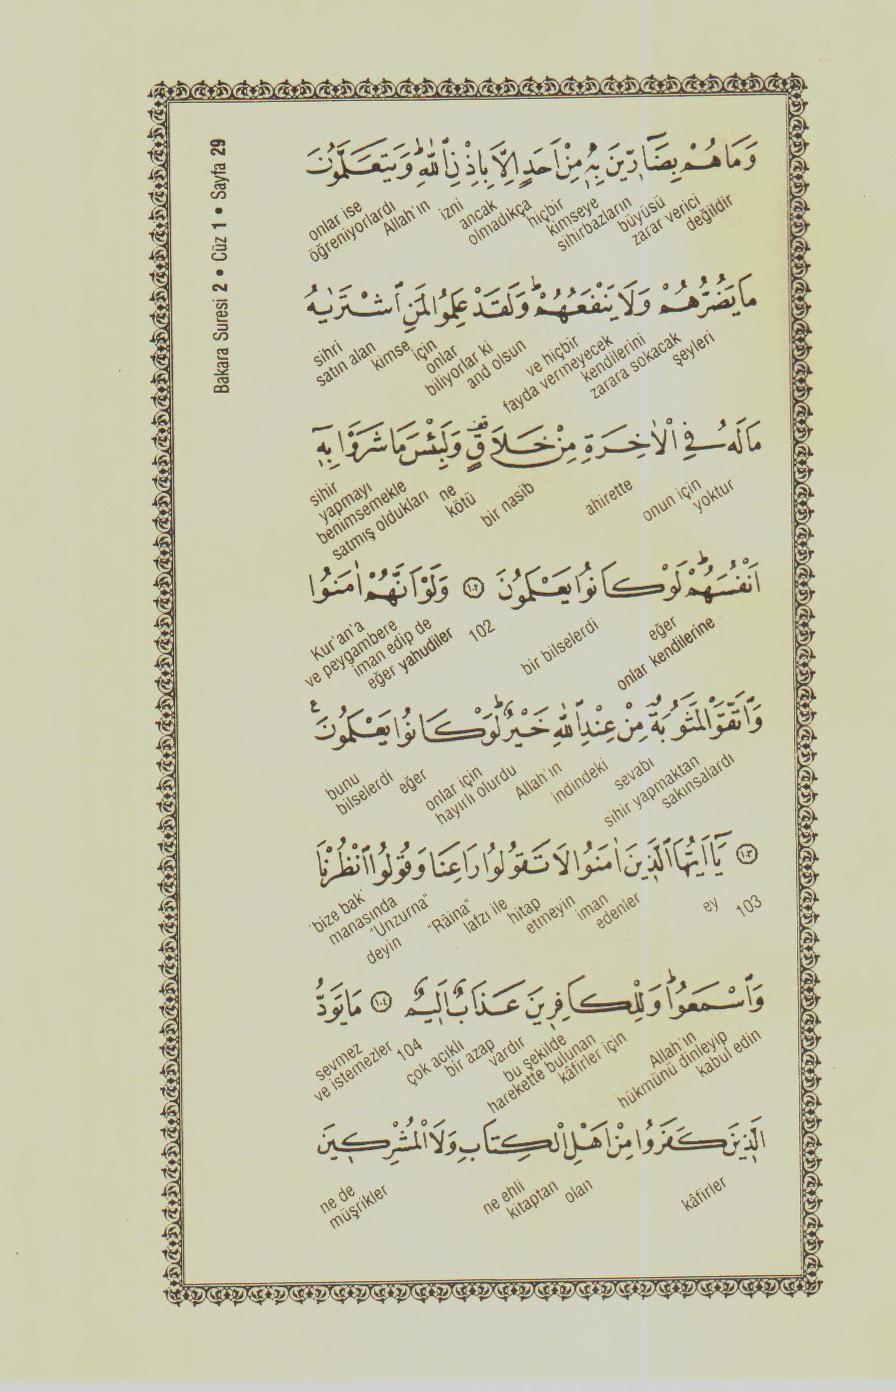 Bakara Suresi 2 • Cüz 1 • Sayfa 29
وَمَا هُمْ بِضَٓارّ۪ينَ بِه۪ مِنْ اَحَدٍ اِلَّا بِاِذْنِ اللّٰهِ وَيَتَعَلَّمُونَ
değildir
zarar verici
büyüsü
sihirbazların
kimseye
hiçbir
olmadıkça
ancak
izni
Allah'ın
öğreniyorlardı
onlar ise
مَا يَضُرُّهُمْ وَلَا يَنْفَعُهُمْ وَلَقَدْ عَلِمُوا لَمَنِ اشْتَرٰيهُ
şeyleri
zarara sokacak
kendilerini
fayda vermeyecek
ve hiçbir
and olsun
biliyorlar ki
onlar
için
kimse
satın alan
sihri
مَا لَهُ فِي الْاٰخِرَةِ مِنْ خَلَاقٍ وَلَبِئْسَ مَا شَرَوْا بِه۪ٓ
yoktur
onun için
ahirette
bir nasib
kötü
ne
satmış oldukları
benimsemekle
yapmayı
sihir
اَنْفُسَهُمْ لَوْ كَانُوا يَعْلَمُونَ ١٠٢ وَلَوْ اَنَّهُمْ اٰمَنُوا
onlar kendilerine
eğer
bir bilselerdi
102
eğer yahudiler
iman edip de
ve peygambere
Kur'an'a
وَاتَّقَوْا لَمَثُوبَةٌ مِنْ عِنْدِ اللّٰهِ خَيْرٌ لَوْ كَانُوا يَعْلَمُونَ ع
sakınsalardı
sihir yapmaktan
sevabı
indindeki
Allah'ın
hayırlı olurdu
onlar için
eğer
bilselerdi
bunu
١٠٣ يَٓا اَيُّهَا الَّذ۪ينَ اٰمَنُوا لَا تَقُولُوا رَاعِنَا وَقُولُوا انْظُرْنَا
103
ey
edenler
iman
etmeyin
hitap
lafzı ile
"Râina"
deyin
"Unzurna"
manasında
'bize bak'
وَاسْمَعُوا وَلِلْكَافِر۪ينَ عَذَابٌ اَل۪يمٌ ١٠٤ مَا يَوَدُّ
kabul edin
hükmünü dinleyip
Allah'ın
kâfirler için
harekette bulunan
bu şekilde
vardır
bir azap
çok acıklı
104
ve istemezler
sevmez
الَّذ۪ينَ كَفَرُوا مِنْ اَهْلِ الْكِتَابِ وَلَا الْمُشْرِك۪ينَ
kâfirler
olan
kitaptan
ne ehli
müşrikler
ne de